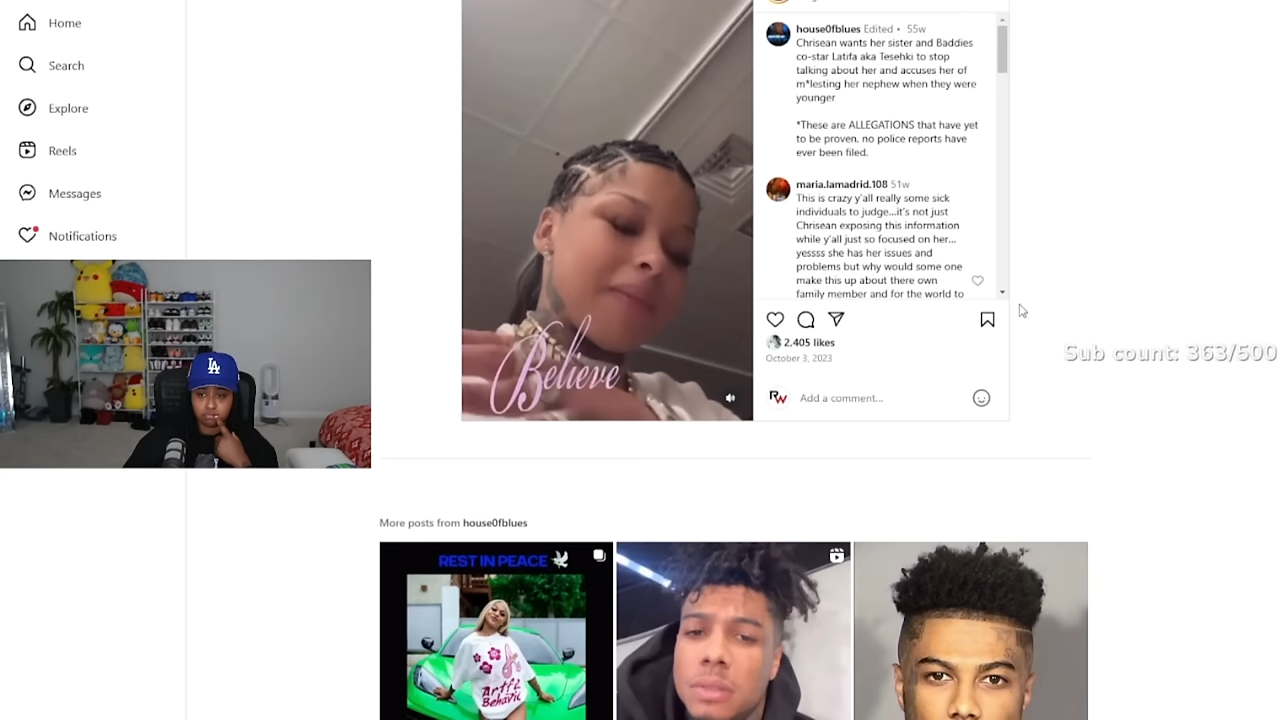 Home
Search
Explore
Reels
Messages
Notifications
house0fblues Edited • 55w
Chrisean wants her sister and Baddies
co-star Latifa aka Tesehki to stop
talking about her and accuses her of
m*lesting her nephew when they were
younger
*These are ALLEGATIONS that have yet
to be proven, no police reports have
ever been filed.
maria.lamadrid.108 51w
This is crazy y'all really some sick
individuals to judge...it's not just
Chrisean exposing this information
while y'all just so focused on her...
yessss she has her issues and
problems but why would some one
make this up about there own
family member and for the world to
2,405 likes
October 3, 2023
RW
Add a comment...
Believe
LA
Sub count: 363/500
More posts from house0fblues
REST IN PEACE